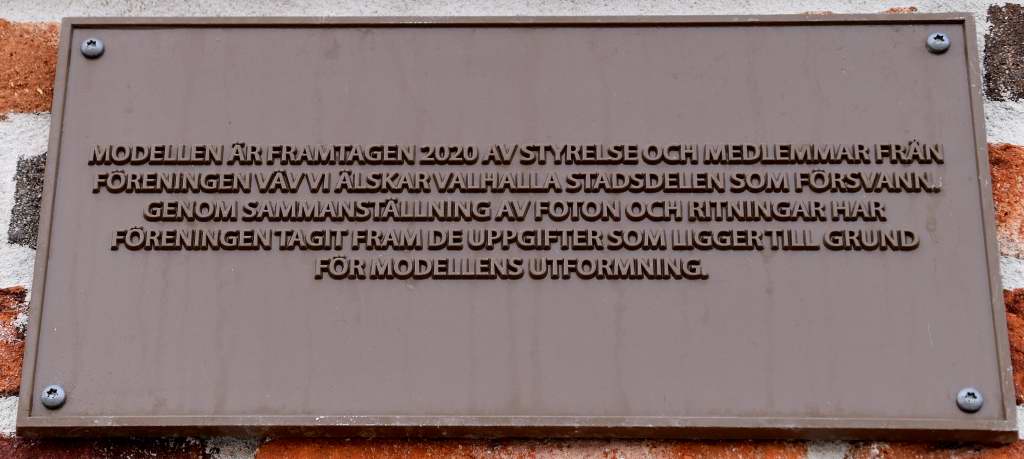 MODELLEN ÄR FRAMTAGEN 2020 AV STYRELSE OCH MEDLEMMAR FRÅN
FÖRENINGEN VÄV VI ÄLSKAR VALHALLA STADSDELEN SOM FÖRSVANN.
GENOM SAMMANSTÄLLNING AV FOTON OCH RITNINGAR HAR
FÖRENINGEN TAGIT FRAM DE UPPGIFTER SOM LIGGER TILL GRUND
FÖR MODELLENS UTFORMNING.